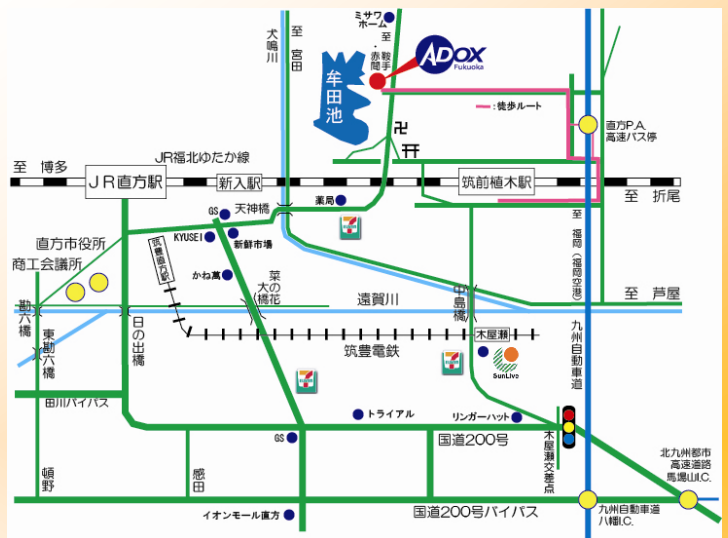 ミサワ
ホーム
至 鞍手
・赤間
ADOX
Fukuoka
犬鳴川
至 宮田
牟田池
━:徒歩ルート
直方P.A.
高速バス停
卍
至 博多
JR福北ゆたか線
JR直方駅
新入駅
筑前植木駅
至 折尾
薬局
GS
天神橋
KYUSEI
新鮮市場
直方市役所
商工会議所
筑豊直方駅
かね萬
菜の花
大橋
遠賀川
中島橋
至 福岡(福岡空港)
至 芦屋
勘六橋
東勘六橋
日の出橋
筑豊電鉄
木屋瀬
SunLive
九州自動車道
7 ELEVEN
7 ELEVEN
7 ELEVEN
田川バイパス
トライアル
リンガーハット
GS
国道200号
木屋瀬交差点
北九州都市
高速道路
馬場山I.C.
頓野
感田
イオンモール直方
国道200号バイパス
九州自動車道
八幡I.C.